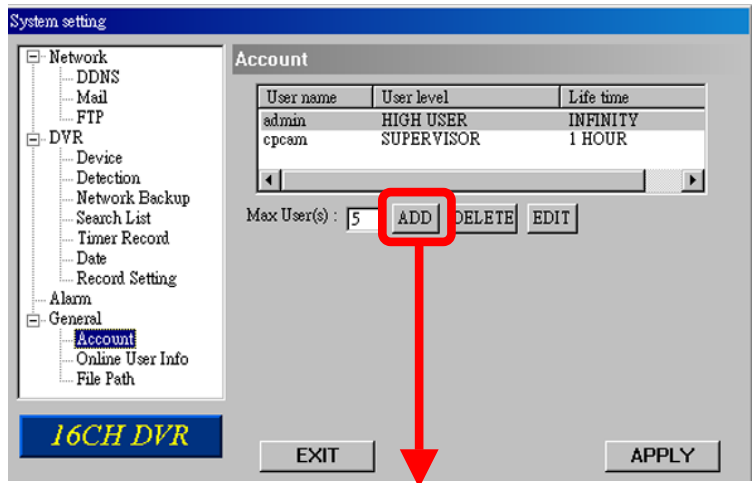 System setting
Network
DDNS
Mail
FTP
DVR
Device
Detection
Network Backup
Search List
Timer Record
Date
Record Setting
Alarm
General
Account
Online User Info
File Path
16CH DVR
Account
User name User level Life time
admin HIGH USER INFINITY
cpcam SUPERVISOR 1 HOUR
Max User(s) : 5 ADD DELETE EDIT
EXIT APPLY